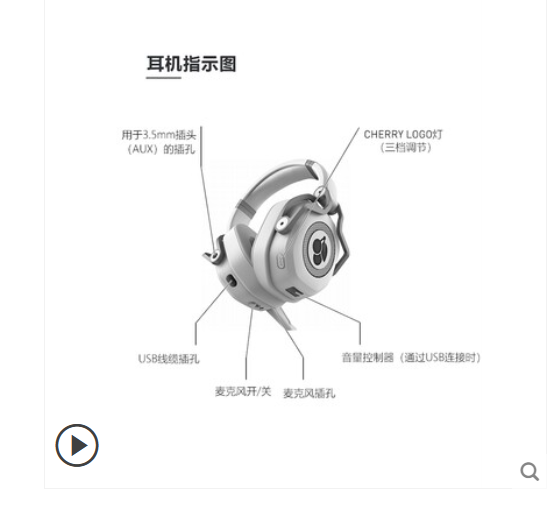 耳机指示图
用于3.5mm插头
（AUX）的插孔
CHERRY LOGO灯
（三档调节）
USB线缆插孔
音量控制器（通过USB连接时）
麦克风开/关
麦克风插孔